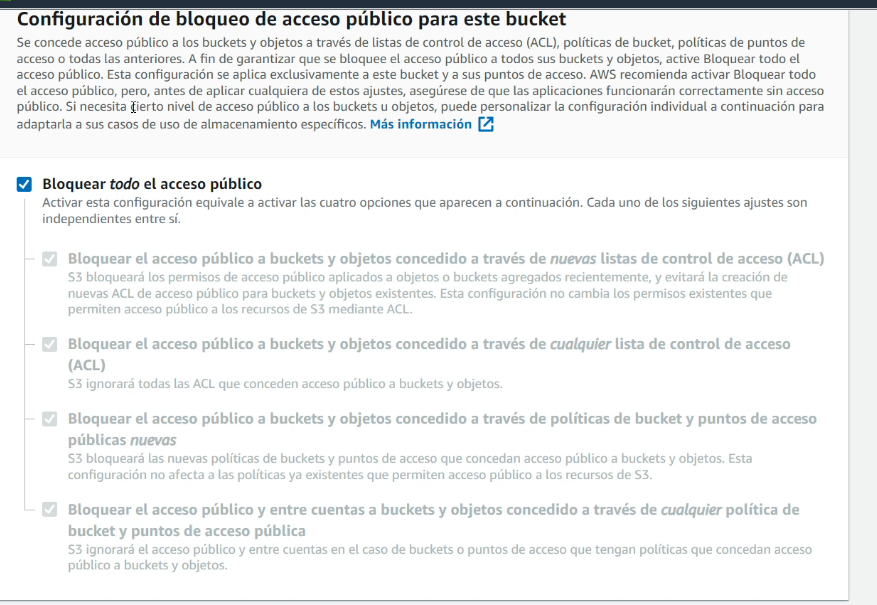 Configuración de bloqueo de acceso público para este bucket
Se concede acceso público a los buckets y objetos a través de listas de control de acceso (ACL), políticas de bucket, políticas de puntos de
acceso o todas las anteriores. A fin de garantizar que se bloquee el acceso público a todos sus buckets y objetos, active Bloquear todo el
acceso público. Esta configuración se aplica exclusivamente a este bucket y a sus puntos de acceso. AWS recomienda activar Bloquear todo
el acceso público, pero, antes de aplicar cualquiera de estos ajustes, asegúrese de que las aplicaciones funcionarán correctamente sin acceso
público. Si necesita cierto nivel de acceso público a los buckets u objetos, puede personalizar la configuración individual a continuación para
adaptarla a sus casos de uso de almacenamiento específicos. Más información
Bloquear todo el acceso público
Activar esta configuración equivale a activar las cuatro opciones que aparecen a continuación. Cada uno de los siguientes ajustes son
independientes entre sí.
Bloquear el acceso público a buckets y objetos concedido a través de nuevas listas de control de acceso (ACL)
S3 bloqueará los permisos de acceso público aplicados a objetos o buckets agregados recientemente, y evitará la creación de
nuevas ACL de acceso público para buckets y objetos existentes. Esta configuración no cambia los permisos existentes que
permiten acceso público a los recursos de S3 mediante ACL.
Bloquear el acceso público a buckets y objetos concedido a través de cualquier lista de control de acceso
(ACL)
S3 ignorará todas las ACL que conceden acceso público a buckets y objetos.
Bloquear el acceso público a buckets y objetos concedido a través de políticas de bucket y puntos de acceso
públicas nuevas
S3 bloqueará las nuevas políticas de buckets y puntos de acceso que concedan acceso público a buckets y objetos. Esta
configuración no afecta a las políticas ya existentes que permiten acceso público a los recursos de S3.
Bloquear el acceso público y entre cuentas a buckets y objetos concedido a través de cualquier política de
bucket y puntos de acceso pública
S3 ignorará el acceso público y entre cuentas en el caso de buckets o puntos de acceso que tengan políticas que concedan acceso
público a buckets y objetos.